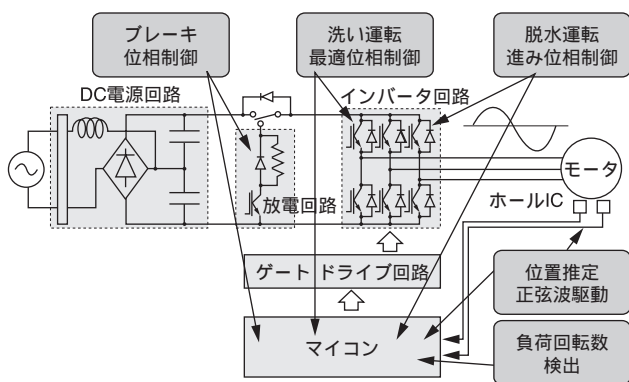 ブレーキ
位相制御
洗い運転
最適位相制御
脱水運転
進み位相制御
DC電源回路
インバータ回路
放電回路
モータ
ホールIC
ゲート ドライブ回路
位置推定
正弦波駆動
マイコン
負荷回転数
検出